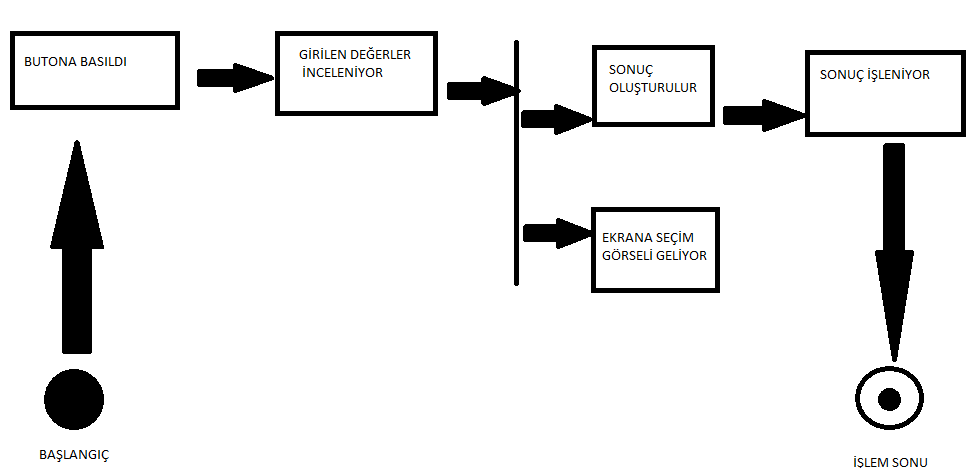 BUTONA BASILDI
GİRİLEN DEĞERLER
İNCELENİYOR
SONUÇ
OLUŞTURULUR
SONUÇ İŞLENİYOR
EKRANA SEÇİM
GÖRSELİ GELİYOR
BAŞLANGIÇ
İŞLEM SONU